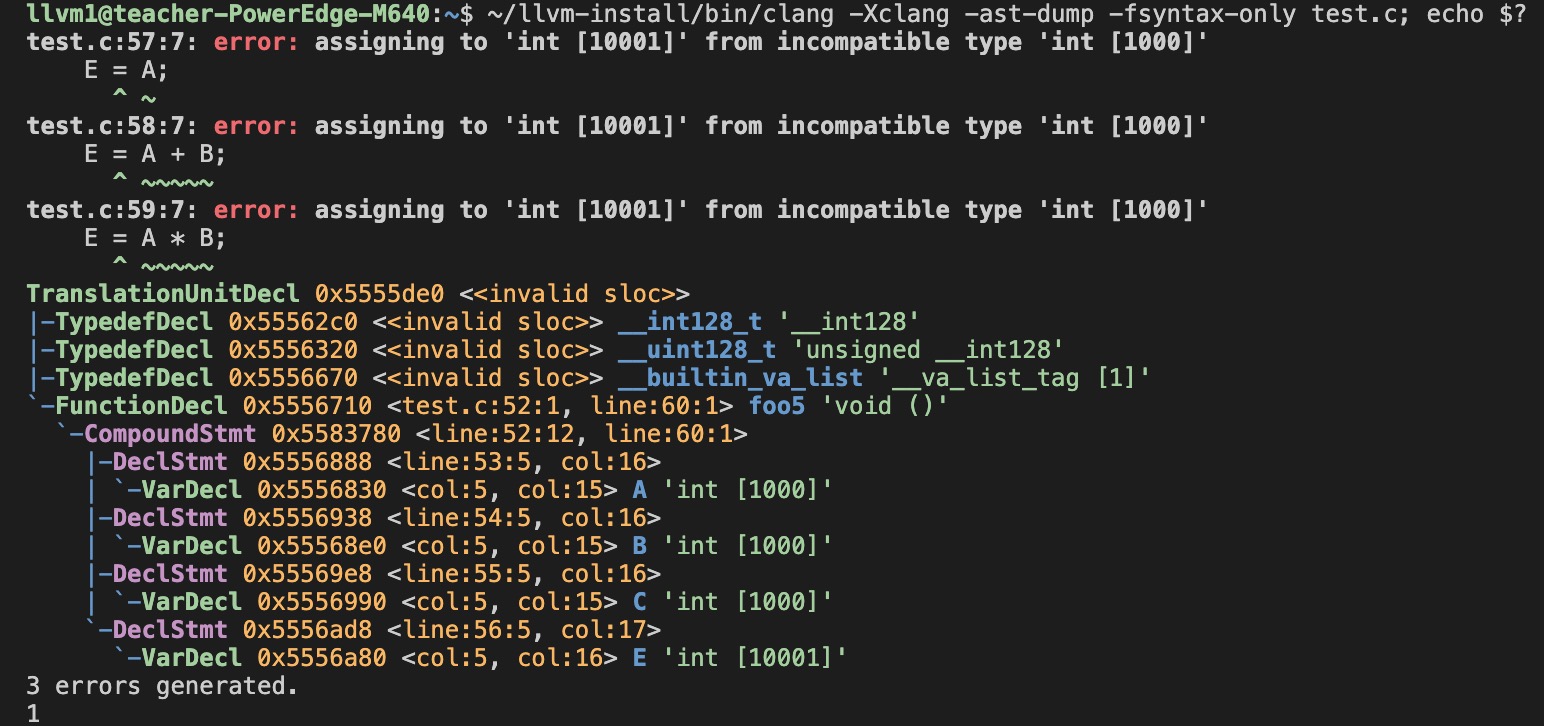 llvm1@teacher-PowerEdge-M640:~$ ~/llvm-install/bin/clang -Xclang -ast-dump -fsyntax-only test.c; echo $?
test.c:57:7: error: assigning to 'int [10001]' from incompatible type 'int [1000]'
    E = A;
      ^ ~
test.c:58:7: error: assigning to 'int [10001]' from incompatible type 'int [1000]'
    E = A + B;
      ^ ~~~~~
test.c:59:7: error: assigning to 'int [10001]' from incompatible type 'int [1000]'
    E = A * B;
      ^ ~~~~~
TranslationUnitDecl 0x5555de0 <<invalid sloc>>
|-TypedefDecl 0x55562c0 <<invalid sloc>> __int128_t '__int128'
|-TypedefDecl 0x5556320 <<invalid sloc>> __uint128_t 'unsigned __int128'
|-TypedefDecl 0x5556670 <<invalid sloc>> __builtin_va_list '__va_list_tag [1]'
`-FunctionDecl 0x5556710 <test.c:52:1, line:60:1> foo5 'void ()'
  `-CompoundStmt 0x5583780 <line:52:12, line:60:1>
    |-DeclStmt 0x5556888 <line:53:5, col:16>
    | `-VarDecl 0x5556830 <col:5, col:15> A 'int [1000]'
    |-DeclStmt 0x5556938 <line:54:5, col:16>
    | `-VarDecl 0x55568e0 <col:5, col:15> B 'int [1000]'
    |-DeclStmt 0x55569e8 <line:55:5, col:16>
    | `-VarDecl 0x5556990 <col:5, col:15> C 'int [1000]'
    `-DeclStmt 0x5556ad8 <line:56:5, col:17>
      `-VarDecl 0x5556a80 <col:5, col:16> E 'int [10001]'
3 errors generated.
1